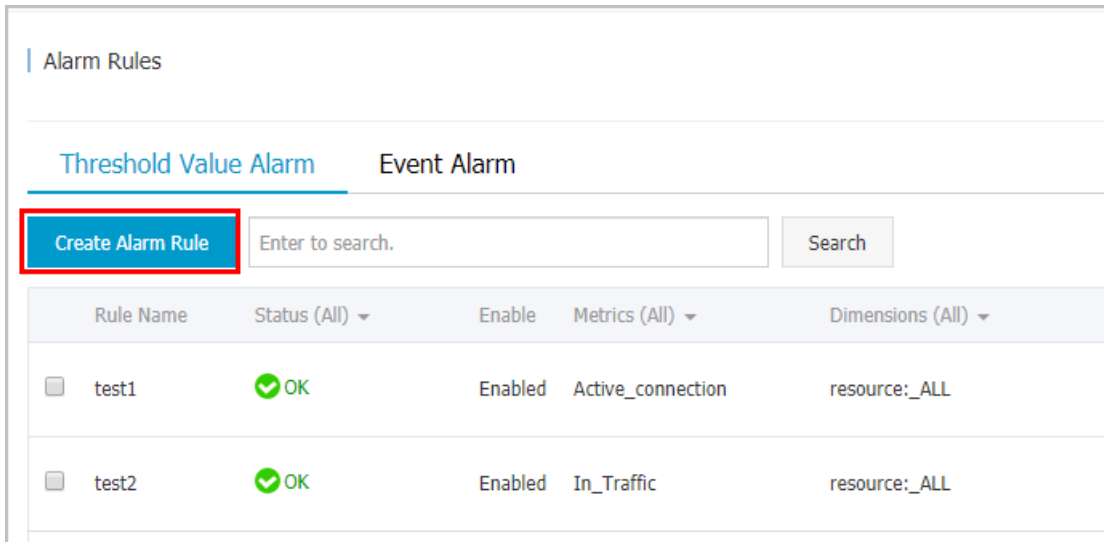 Alarm Rules
Threshold Value Alarm Event Alarm
Create Alarm Rule Enter to search. Search
Rule Name Status (All) Enable Metrics (All) Dimensions (All)
test1 OK Enabled Active_connection resource:_ALL
test2 OK Enabled In_Traffic resource:_ALL